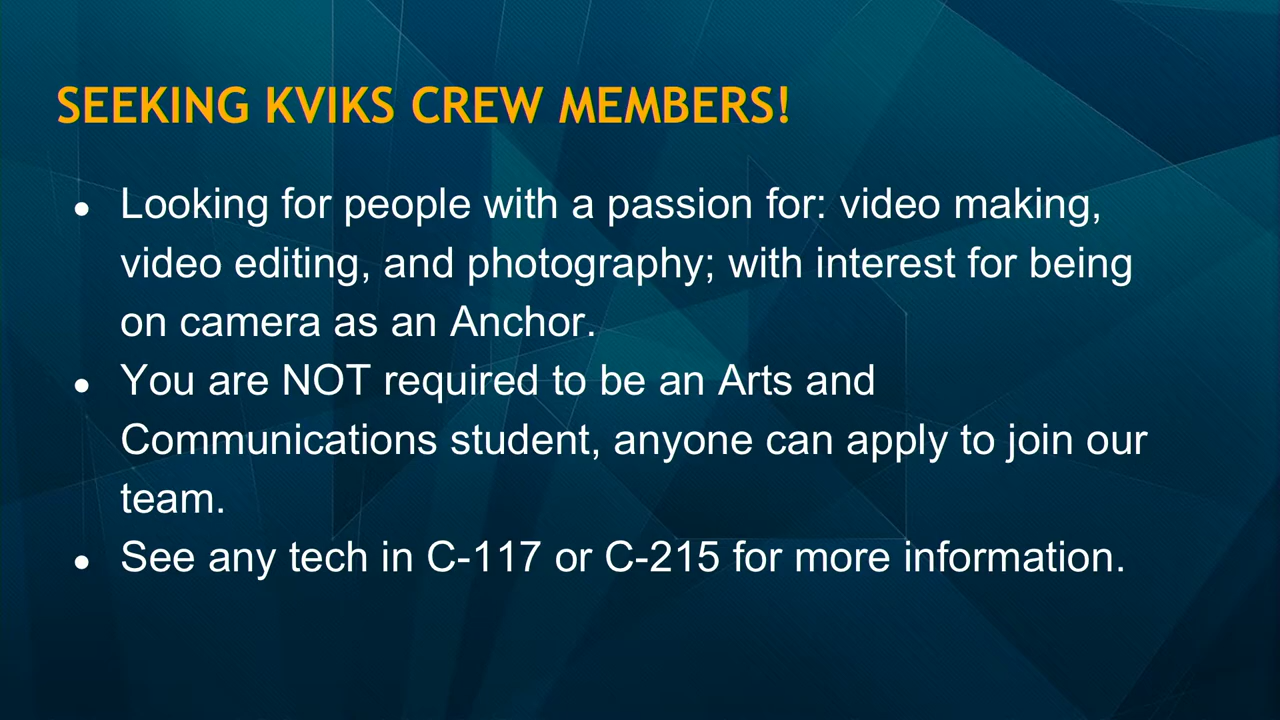 SEEKING KVIKS CREW MEMBERS!
● Looking for people with a passion for: video making,
video editing, and photography; with interest for being
on camera as an Anchor.
● You are NOT required to be an Arts and
Communications student, anyone can apply to join our
team.
● See any tech in C-117 or C-215 for more information.